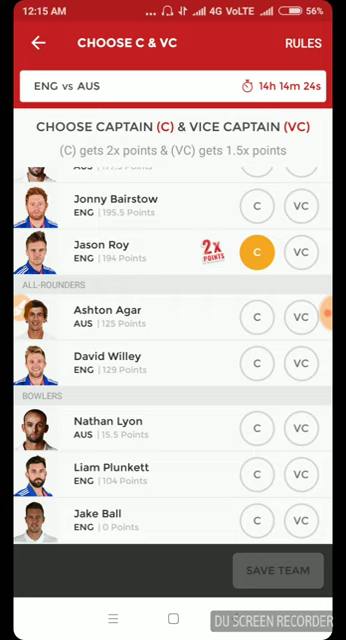 12:15 AM ... 4G VoLTE 56%
CHOOSE C & VC RULES
ENG vs AUS 14h 14m 24s
CHOOSE CAPTAIN (C) & VICE CAPTAIN (VC)
(C) gets 2x points & (VC) gets 1.5x points
AUS
Jonny Bairstow
ENG | 195.5 Points C VC
Jason Roy
ENG | 194 Points 2x POINTS C VC
ALL-ROUNDERS
Ashton Agar
AUS | 125 Points C VC
David Willey
ENG | 129 Points C VC
BOWLERS
Nathan Lyon
AUS | 15.5 Points C VC
Liam Plunkett
ENG | 104 Points C VC
Jake Ball
ENG | 0 Points C VC
SAVE TEAM
DU SCREEN RECORDER